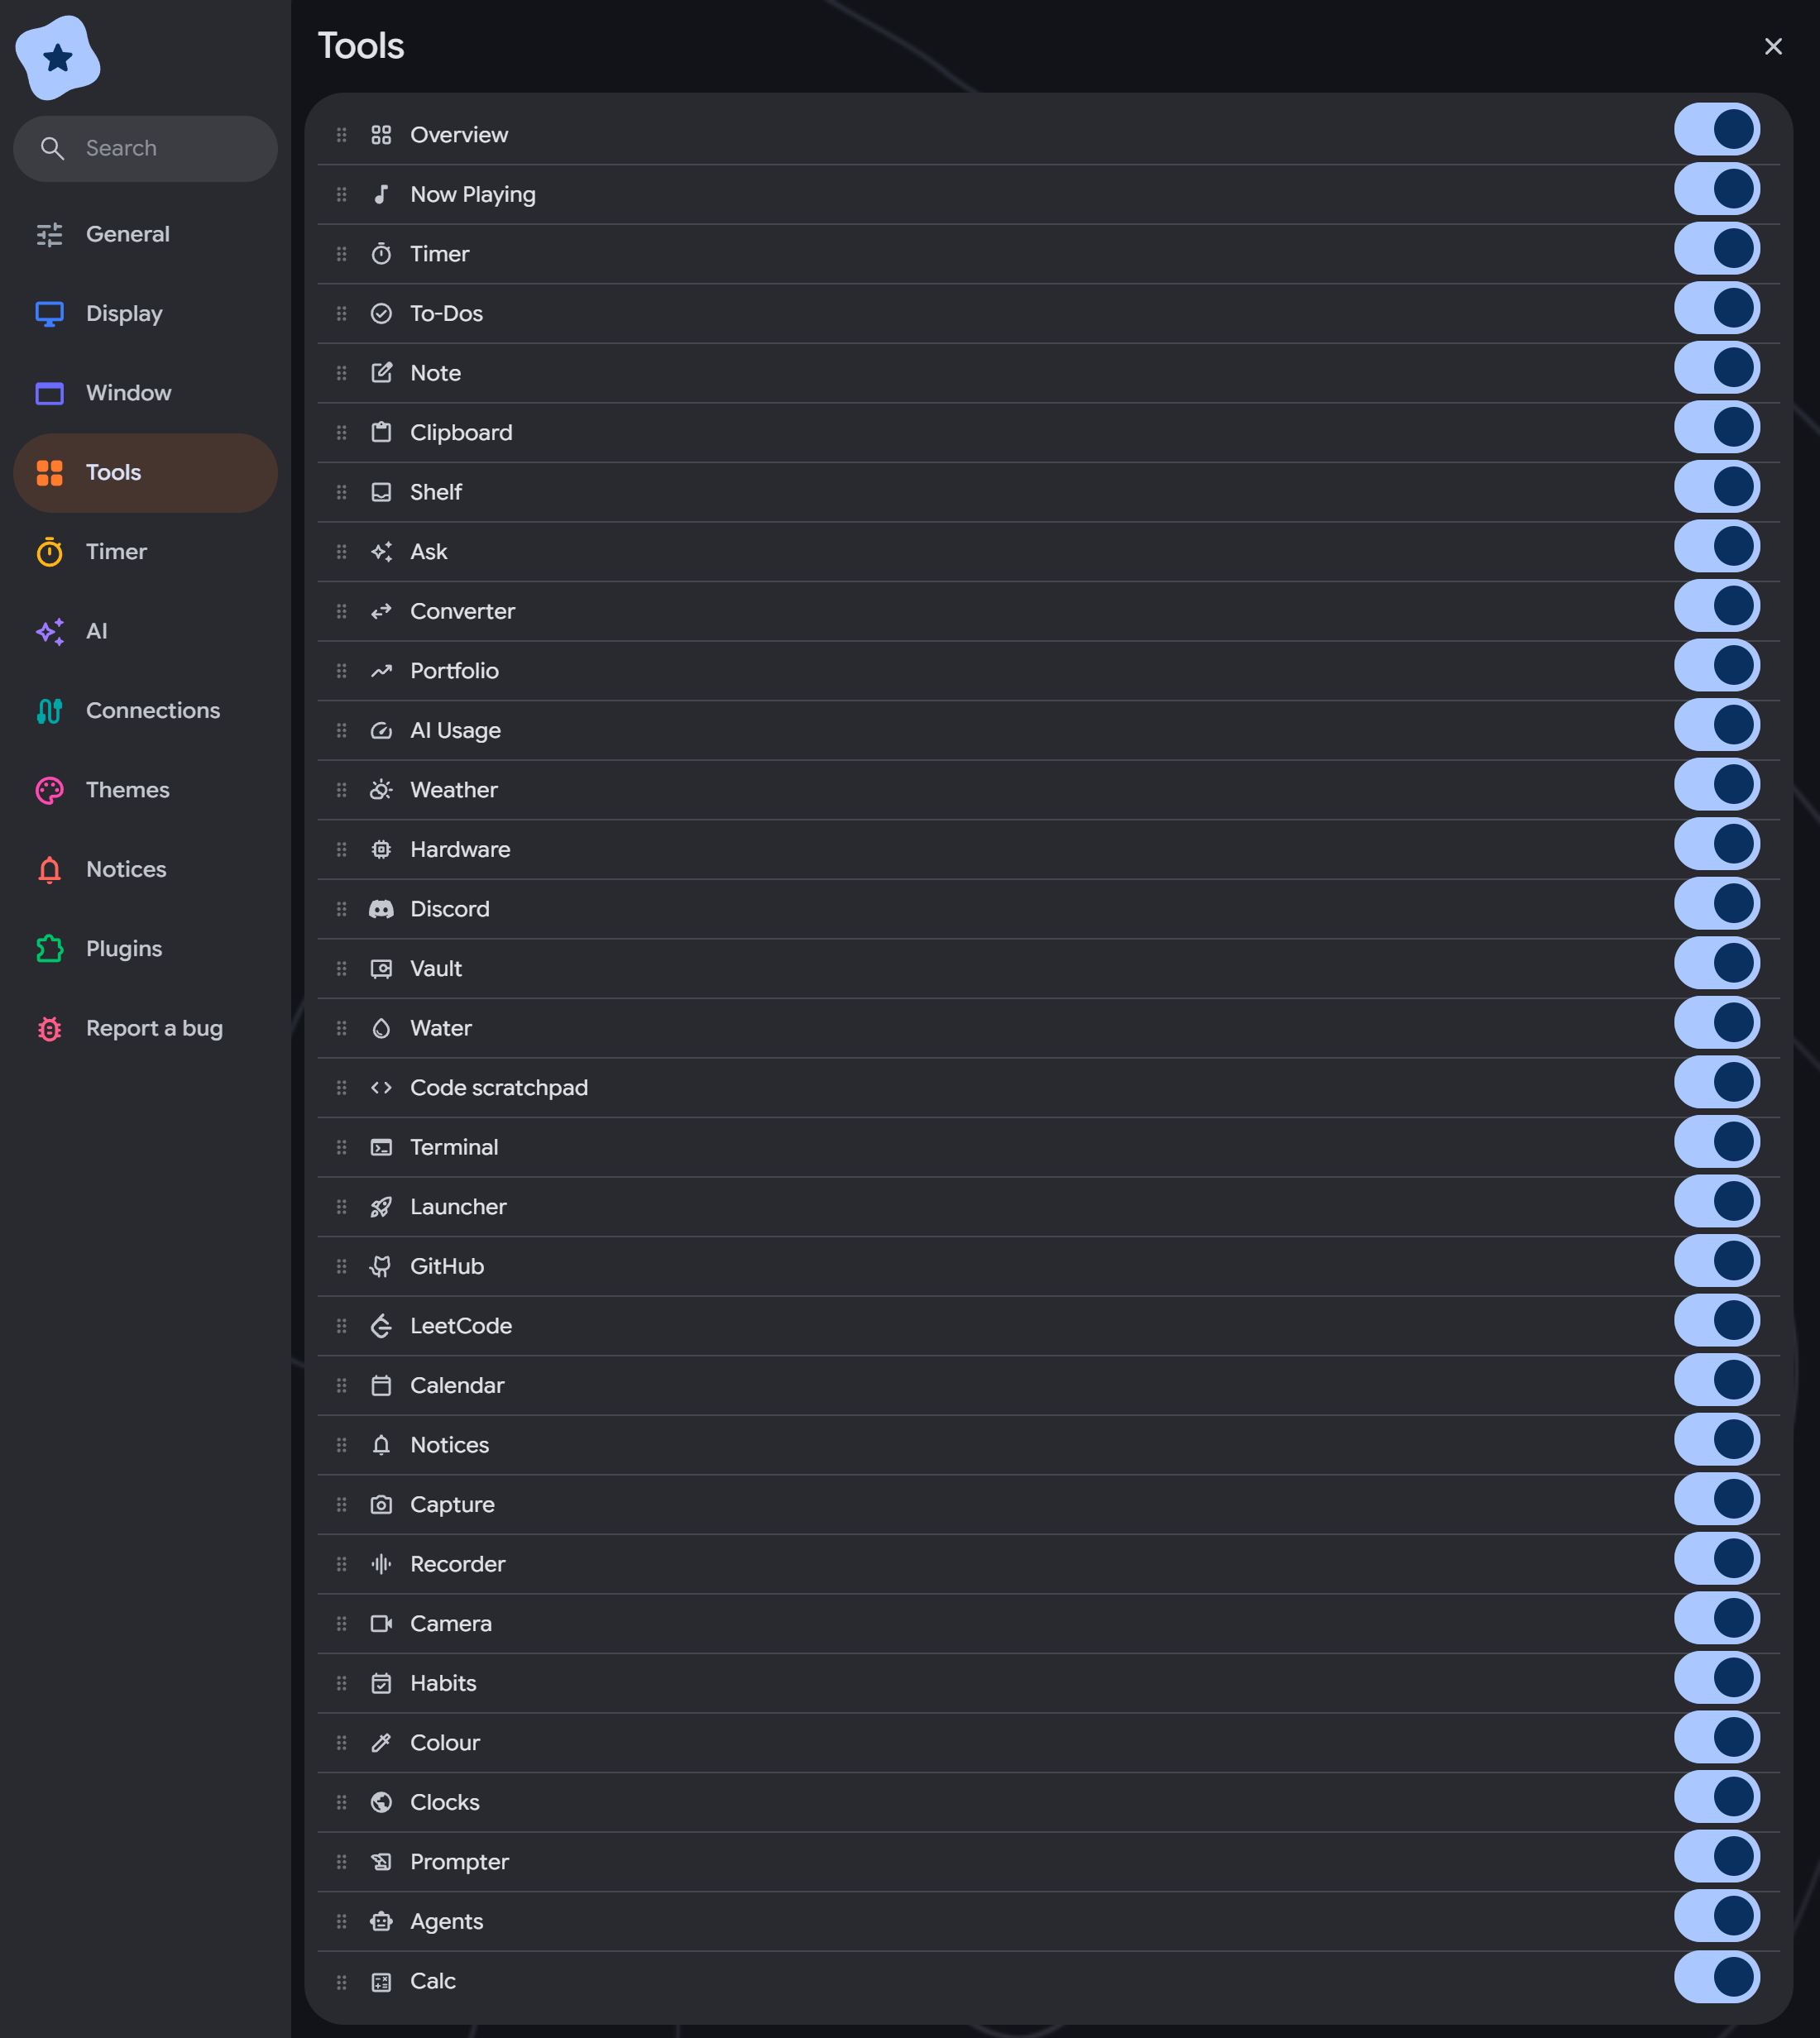 Tools
Search
General
Display
Window
Tools
Timer
AI
Connections
Themes
Notices
Plugins
Report a bug
Overview
Now Playing
Timer
To-Dos
Note
Clipboard
Shelf
Ask
Converter
Portfolio
AI Usage
Weather
Hardware
Discord
Vault
Water
Code scratchpad
Terminal
Launcher
GitHub
LeetCode
Calendar
Notices
Capture
Recorder
Camera
Habits
Colour
Clocks
Prompter
Agents
Calc